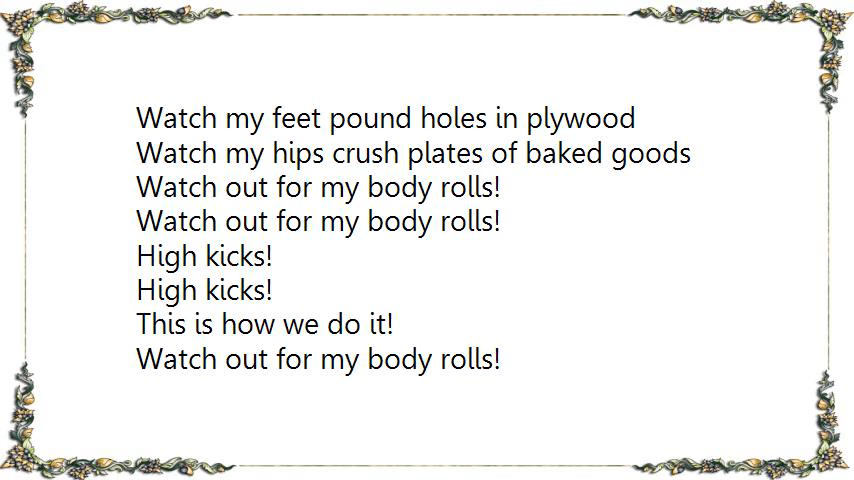 Watch my feet pound holes in plywood
Watch my hips crush plates of baked goods
Watch out for my body rolls!
Watch out for my body rolls!
High kicks!
High kicks!
This is how we do it!
Watch out for my body rolls!